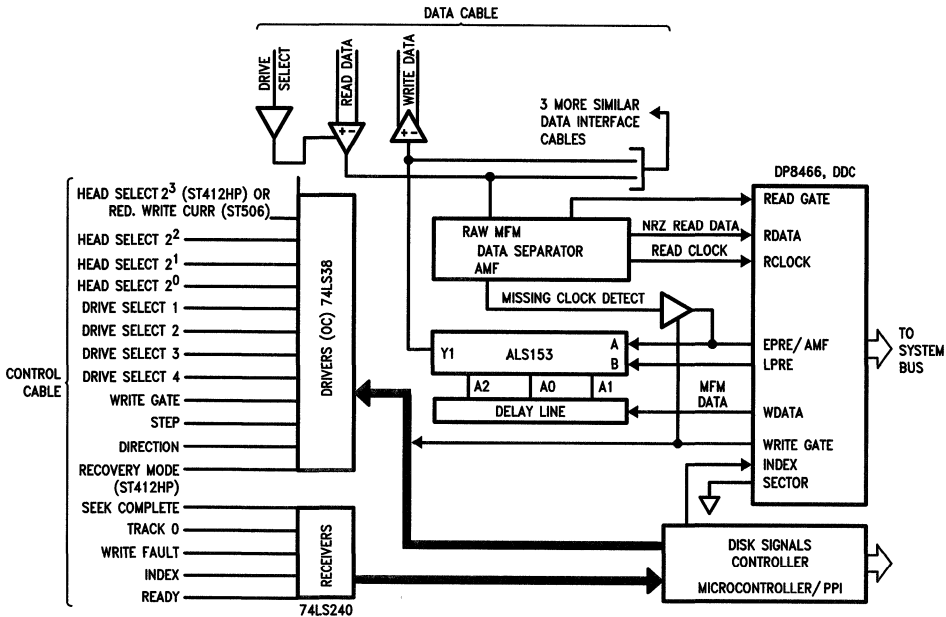 DATA CABLE
DRIVE
SELECT
READ DATA
WRITE DATA
3 MORE SIMILAR
DATA INTERFACE
CABLES
DP8466, DDC
HEAD SELECT 2³ (ST412HP) OR
RED. WRITE CURR (ST506)
HEAD SELECT 2²
HEAD SELECT 2¹
HEAD SELECT 2⁰
DRIVE SELECT 1
DRIVE SELECT 2
DRIVE SELECT 3
DRIVE SELECT 4
WRITE GATE
STEP
DIRECTION
RECOVERY MODE
(ST412HP)
SEEK COMPLETE
TRACK 0
WRITE FAULT
INDEX
READY
CONTROL
CABLE
DRIVERS (OC) 74LS38
RECEIVERS
74LS240
+ -
+ -
RAW MFM
DATA SEPARATOR
AMF
NRZ READ DATA
READ CLOCK
MISSING CLOCK DETECT
Y1
ALS153
A
B
A2
A0
A1
DELAY LINE
MFM
DATA
READ GATE
RDATA
RCLOCK
EPRE/AMF
LPRE
WDATA
WRITE GATE
INDEX
SECTOR
TO
SYSTEM
BUS
DISK SIGNALS
CONTROLLER
MICROCONTROLLER/PPI